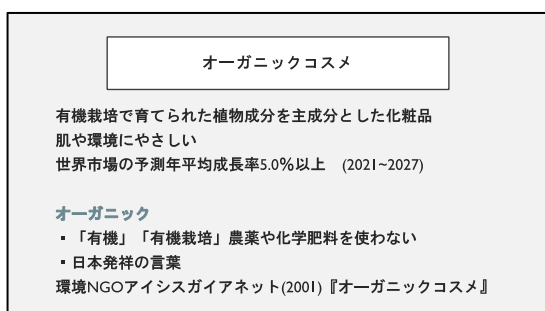 オーガニックコスメ
有機栽培で育てられた植物成分を主成分とした化粧品
肌や環境にやさしい
世界市場の予測年平均成長率5.0%以上 (2021~2027)
オーガニック
▪「有機」「有機栽培」農薬や化学肥料を使わない
▪日本発祥の言葉
環境NGOアイシスガイアネット(2001)『オーガニックコスメ』